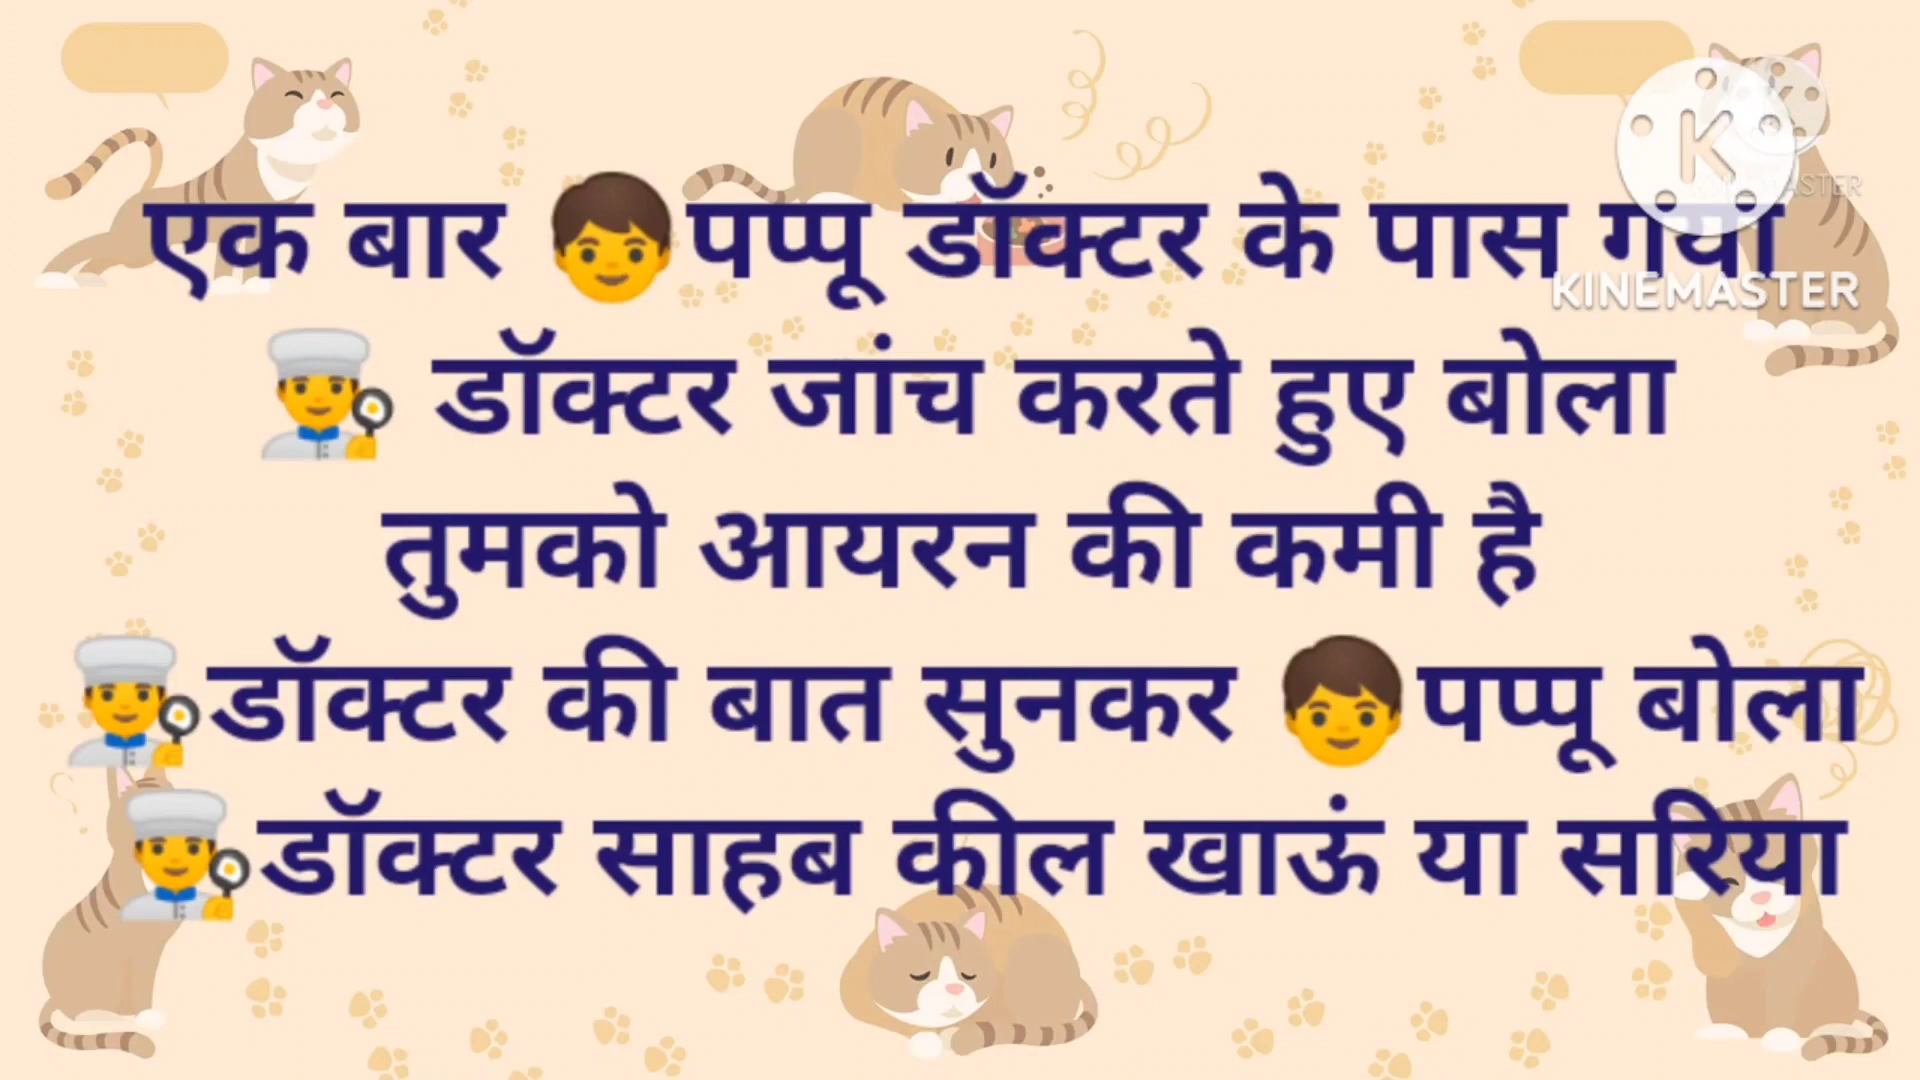 एक बार 👦पप्पू डॉक्टर के पास गया
👨‍🍳 डॉक्टर जांच करते हुए बोला
तुमको आयरन की कमी है
👨‍🍳डॉक्टर की बात सुनकर 👦पप्पू बोला
👨‍🍳डॉक्टर साहब कील खाऊं या सरिया
K
KINEMASTER